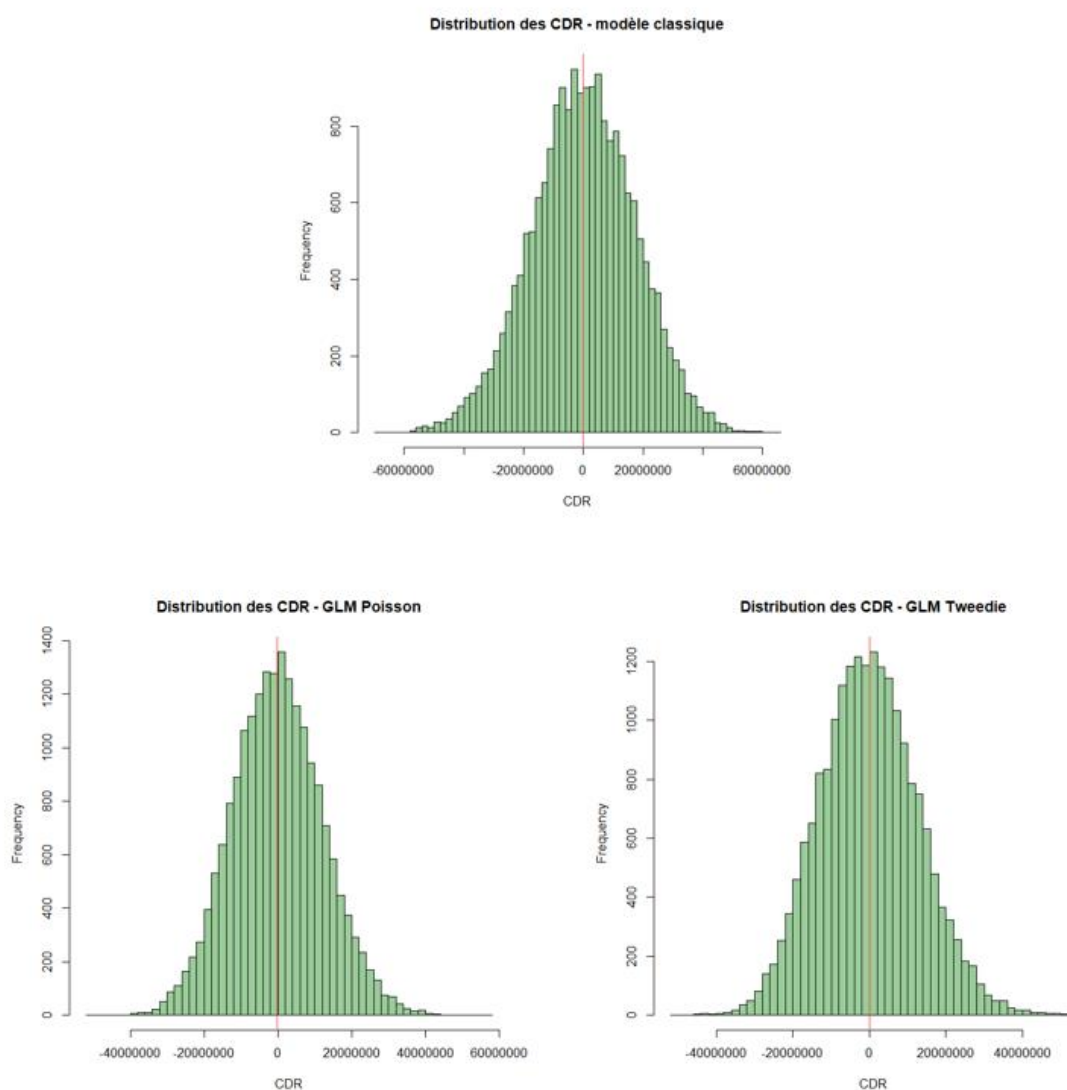 Distribution des CDR - modèle classique
800
600
400
200
0
Frequency
-60000000 -20000000 0 20000000 60000000
CDR
Distribution des CDR - GLM Poisson
1400
1200
1000
800
600
400
200
0
Frequency
-40000000 -20000000 0 20000000 40000000 60000000
CDR
Distribution des CDR - GLM Tweedie
1200
1000
800
600
400
200
0
Frequency
-40000000 -20000000 0 20000000 40000000
CDR